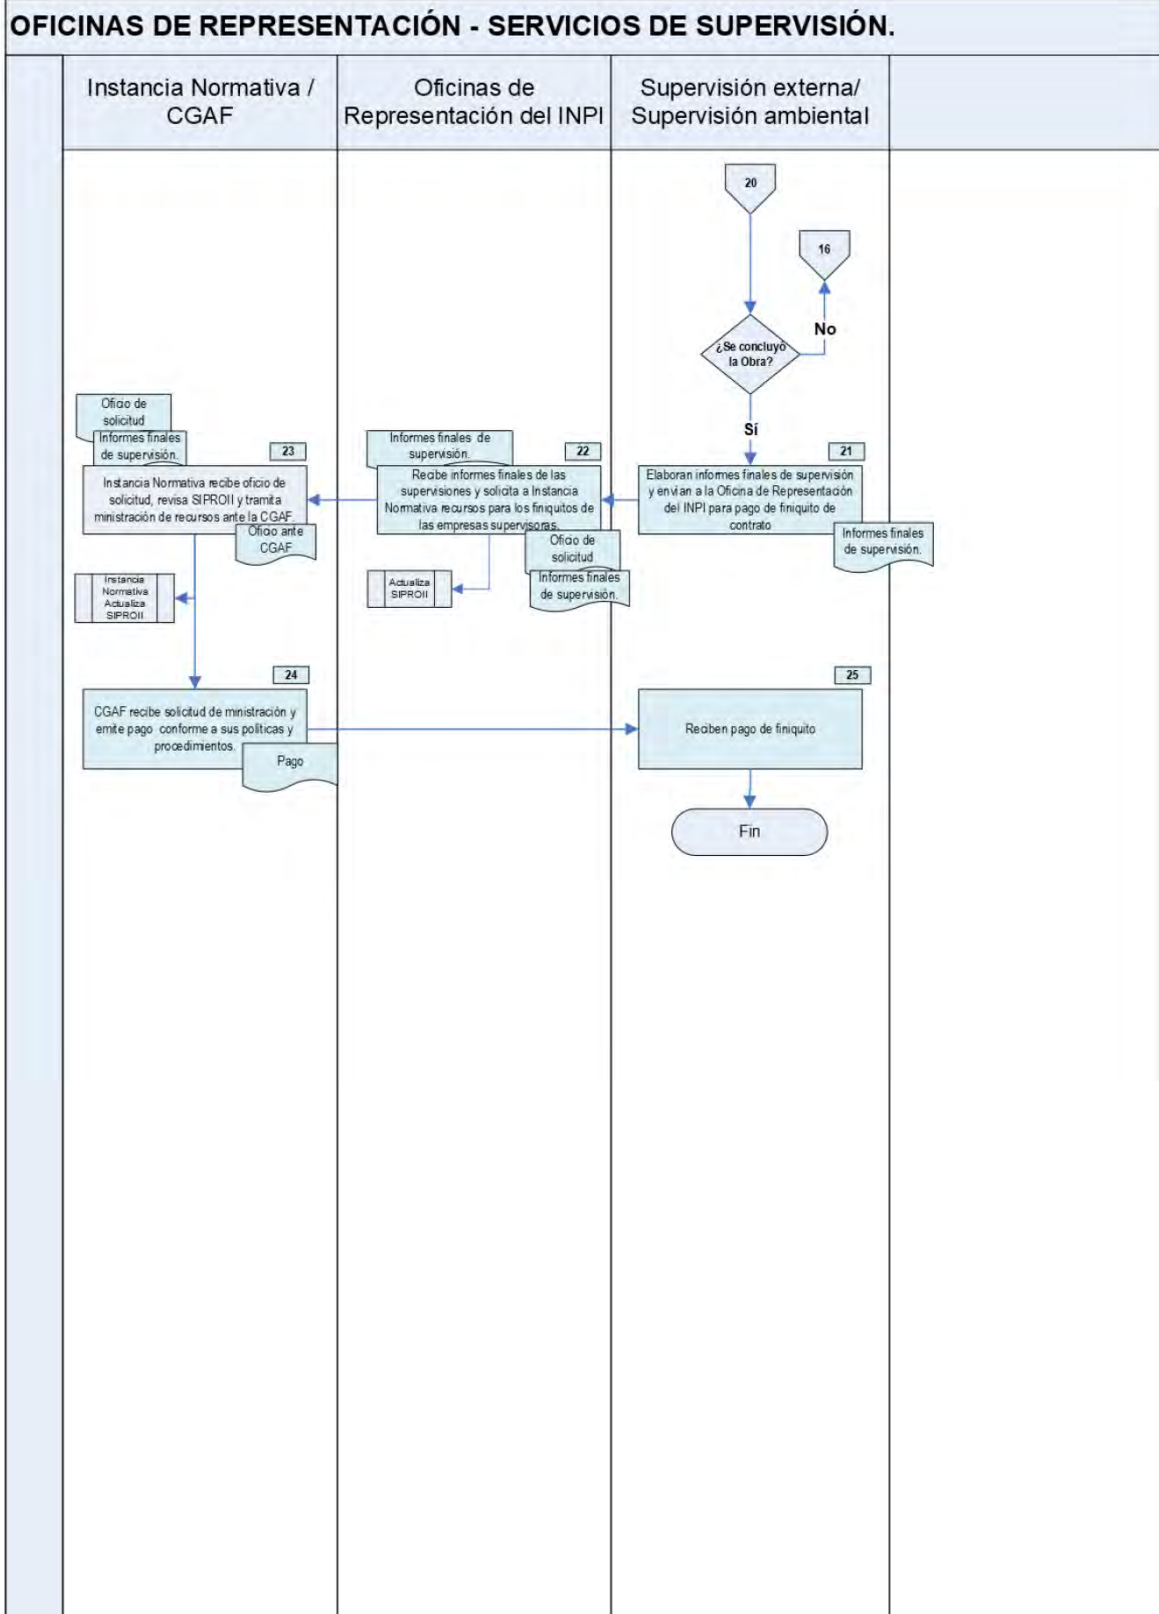 OFICINAS DE REPRESENTACIÓN - SERVICIOS DE SUPERVISIÓN.
Instancia Normativa /
CGAF
Oficinas de
Representación del INPI
Supervisión externa/
Supervisión ambiental
20
16
No
¿Se concluyó
la Obra?
Sí
21
Elaboran informes finales de supervisión
y envían a la Oficina de Representación
del INPI para pago de finiquito de
contrato
Informes finales
de supervisión.
Informes finales de
supervisión.
22
Recibe informes finales de las
supervisiones y solicita a Instancia
Normativa recursos para los finiquitos de
las empresas supervisoras.
Oficio de
solicitud
Informes finales
de supervisión.
Actualiza
SIPROII
Oficio de
solicitud
Informes finales
de supervisión.
23
Instancia Normativa recibe oficio de
solicitud, revisa SIPROII y tramita
ministración de recursos ante la CGAF.
Oficio ante
CGAF
Instancia
Normativa
Actualiza
SIPROII
24
CGAF recibe solicitud de ministración y
emite pago conforme a sus políticas y
procedimientos.
Pago
25
Reciben pago de finiquito
Fin